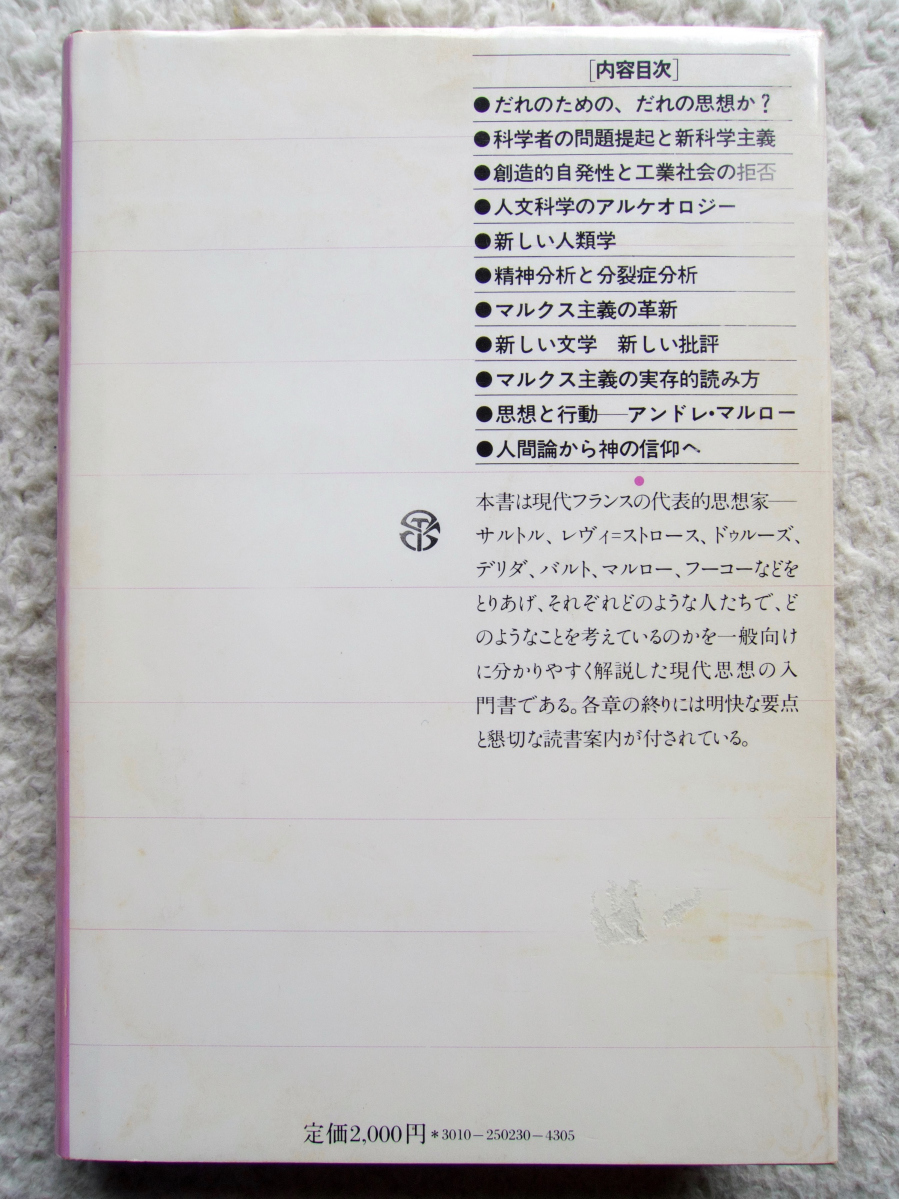 [内容目次]
●だれのための、だれの思想か?
●科学者の問題提起と新科学主義
●創造的自発性と工業社会の拒否
●人文科学のアルケオロジー
●新しい人類学
●精神分析と分裂症分析
●マルクス主義の革新
●新しい文学　新しい批評
●マルクス主義の実存的読み方
●思想と行動──アンドレ・マルロー
●人間論から神の信仰へ
本書は現代フランスの代表的思想家──
サルトル、レヴィ=ストロース、ドゥルーズ、
デリダ、バルト、マルロー、フーコーなどを
とりあげ、それぞれどのような人たちで、ど
のようなことを考えているのかを一般向け
に分かりやすく解説した現代思想の入
門書である。各章の終りには明快な要点
と懇切な読書案内が付されている。
定価2,000円＊3010-250230-4305